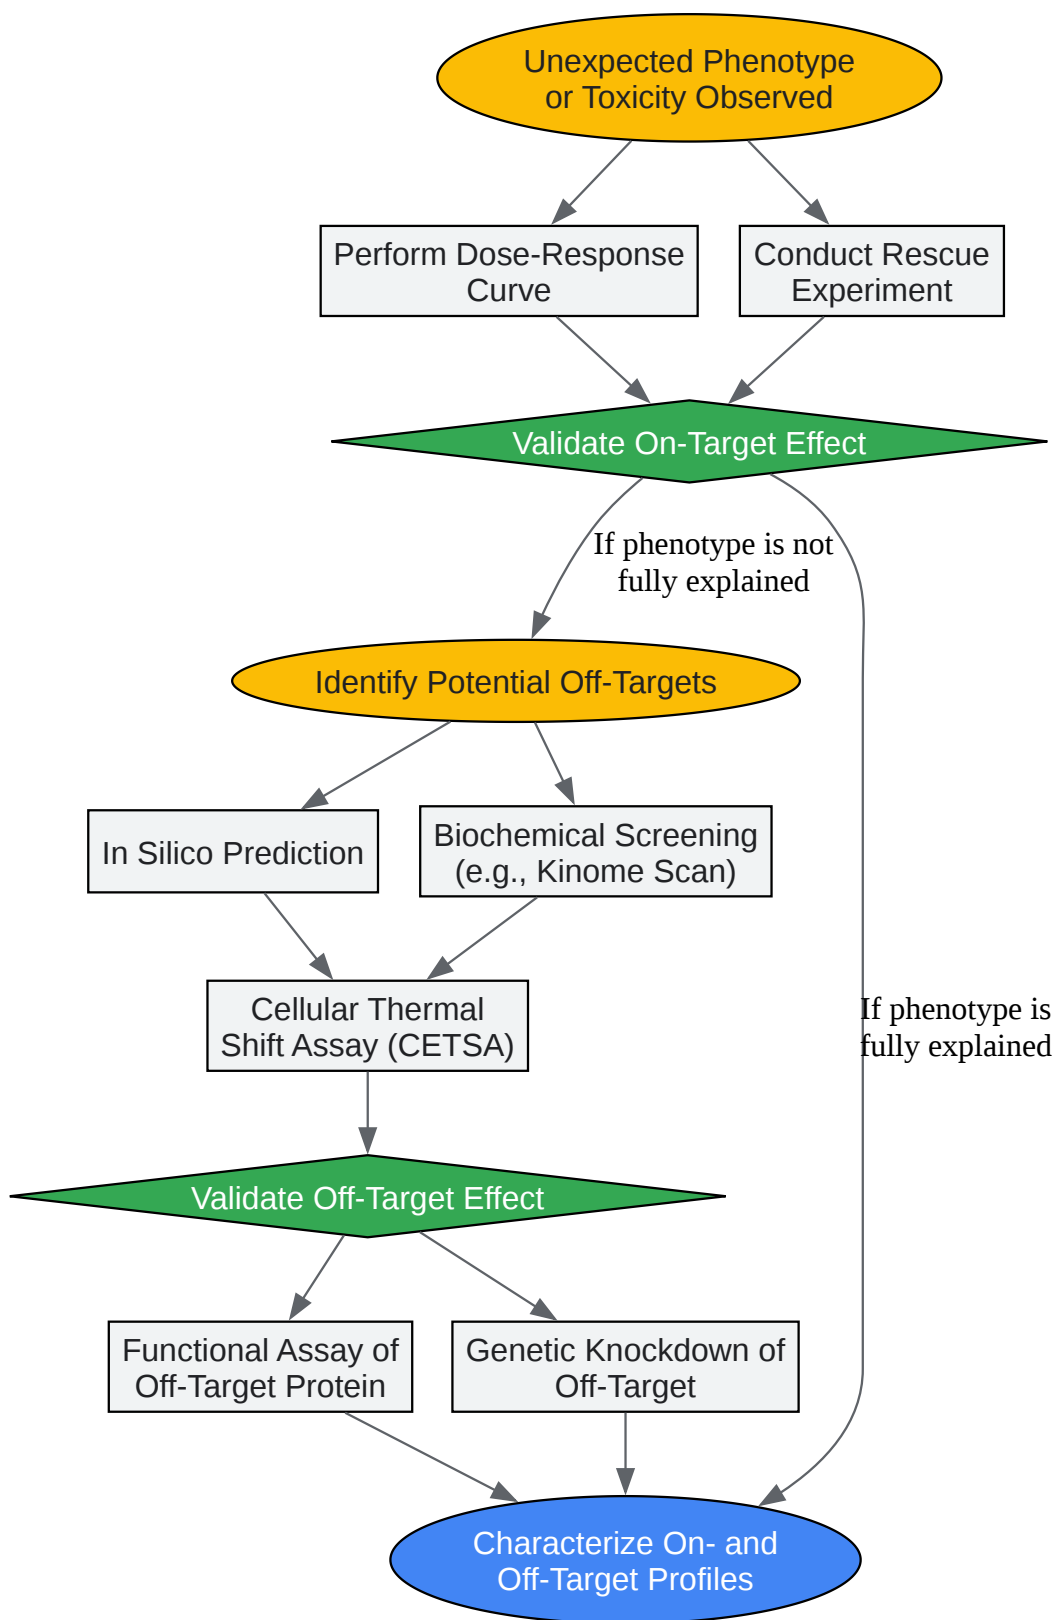 Unexpected Phenotype
or Toxicity Observed
Perform Dose-Response
Curve
Conduct Rescue
Experiment
Validate On-Target Effect
If phenotype is not
fully explained
Identify Potential Off-Targets
In Silico Prediction
Biochemical Screening
(e.g., Kinome Scan)
Cellular Thermal
Shift Assay (CETSA)
If phenotype is
fully explained
Validate Off-Target Effect
Functional Assay of
Off-Target Protein
Genetic Knockdown of
Off-Target
Characterize On- and
Off-Target Profiles